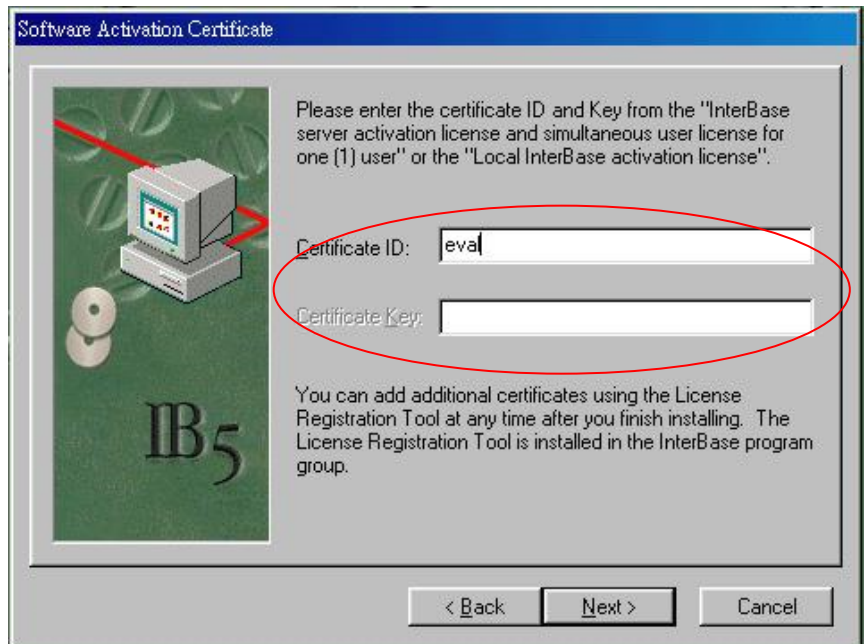 Software Activation Certificate
Please enter the certificate ID and Key from the "InterBase
server activation license and simultaneous user license for
one (1) user" or the "Local InterBase activation license".
Certificate ID:
eval
Certificate Key:
You can add additional certificates using the License
Registration Tool at any time after you finish installing. The
License Registration Tool is installed in the InterBase program
group.
IB5
< Back
Next >
Cancel